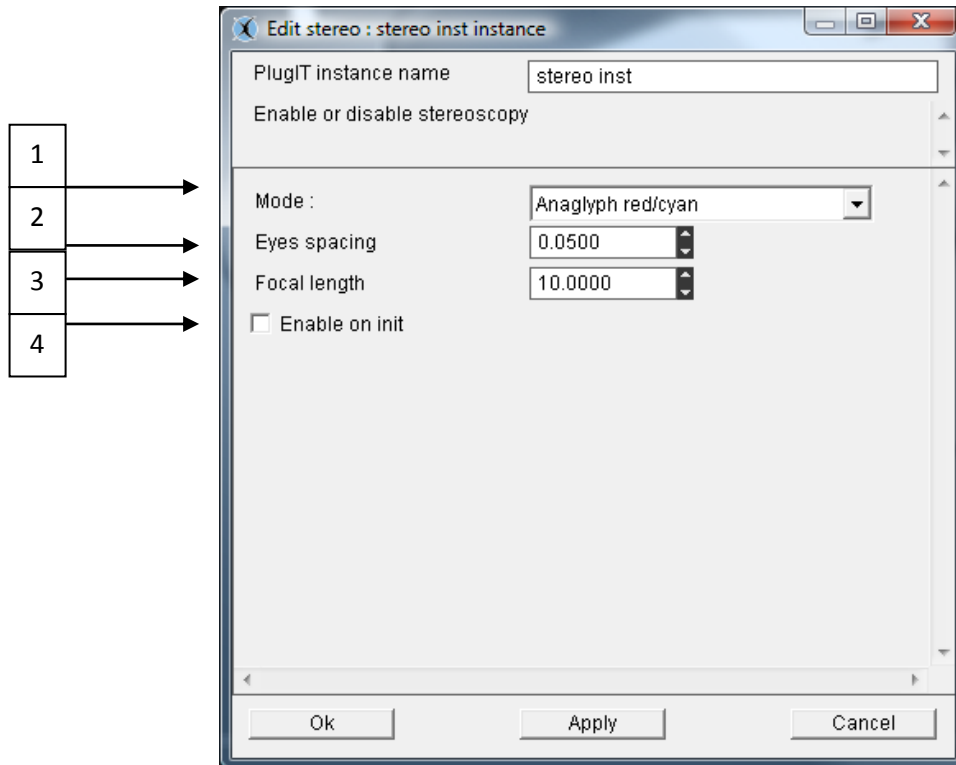 Edit stereo : stereo inst instance
PlugIT instance name stereo inst
Enable or disable stereoscopy
1
2
3
4
Mode : Anaglyph red/cyan
Eyes spacing 0.0500
Focal length 10.0000
Enable on init
Ok Apply Cancel